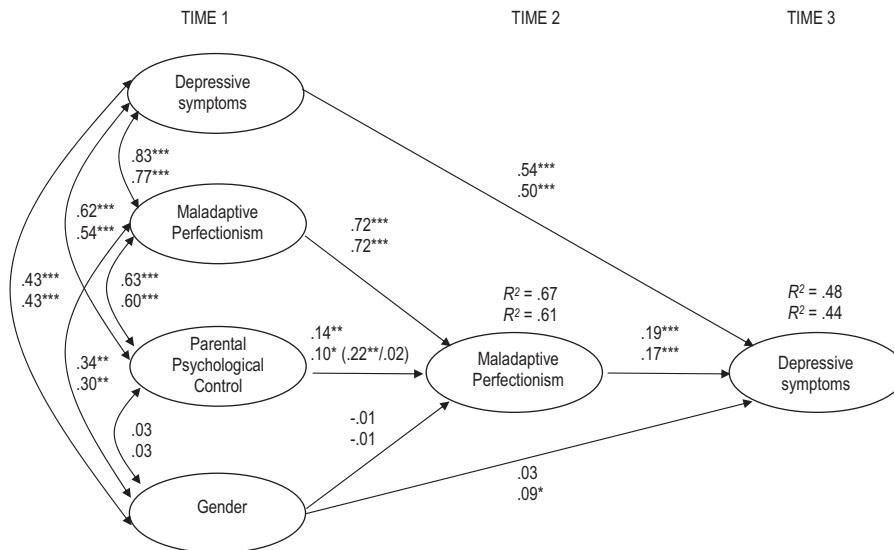 TIME 1
TIME 2
TIME 3
Depressive
symptoms
.83***
.77***
.54***
.50***
.62***
.54***
Maladaptive
Perfectionism
.72***
.72***
.43***
.43***
.63***
.60***
R² = .67
R² = .61
R² = .48
R² = .44
.34**
.30**
Parental
Psychological
Control
.14**
.10* (.22**/.02)
Maladaptive
Perfectionism
.19***
.17***
Depressive
symptoms
.03
.03
-.01
-.01
.03
.09*
Gender